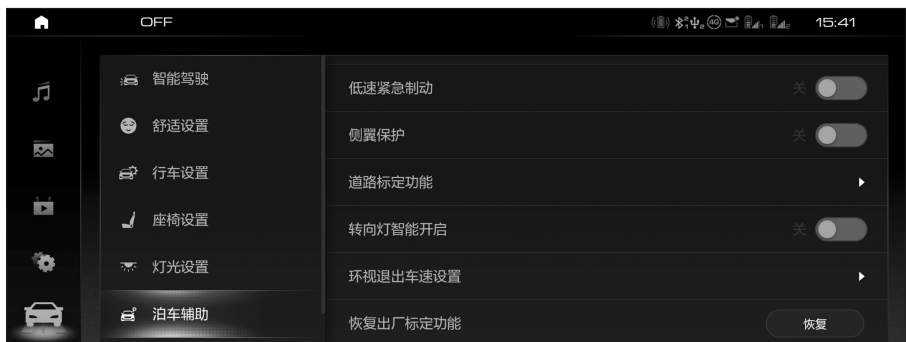 OFF
4G
15:41
智能驾驶
舒适设置
行车设置
座椅设置
灯光设置
泊车辅助
低速紧急制动
关
侧翼保护
关
道路标定功能
转向灯智能开启
关
环视退出车速设置
恢复出厂标定功能
恢复